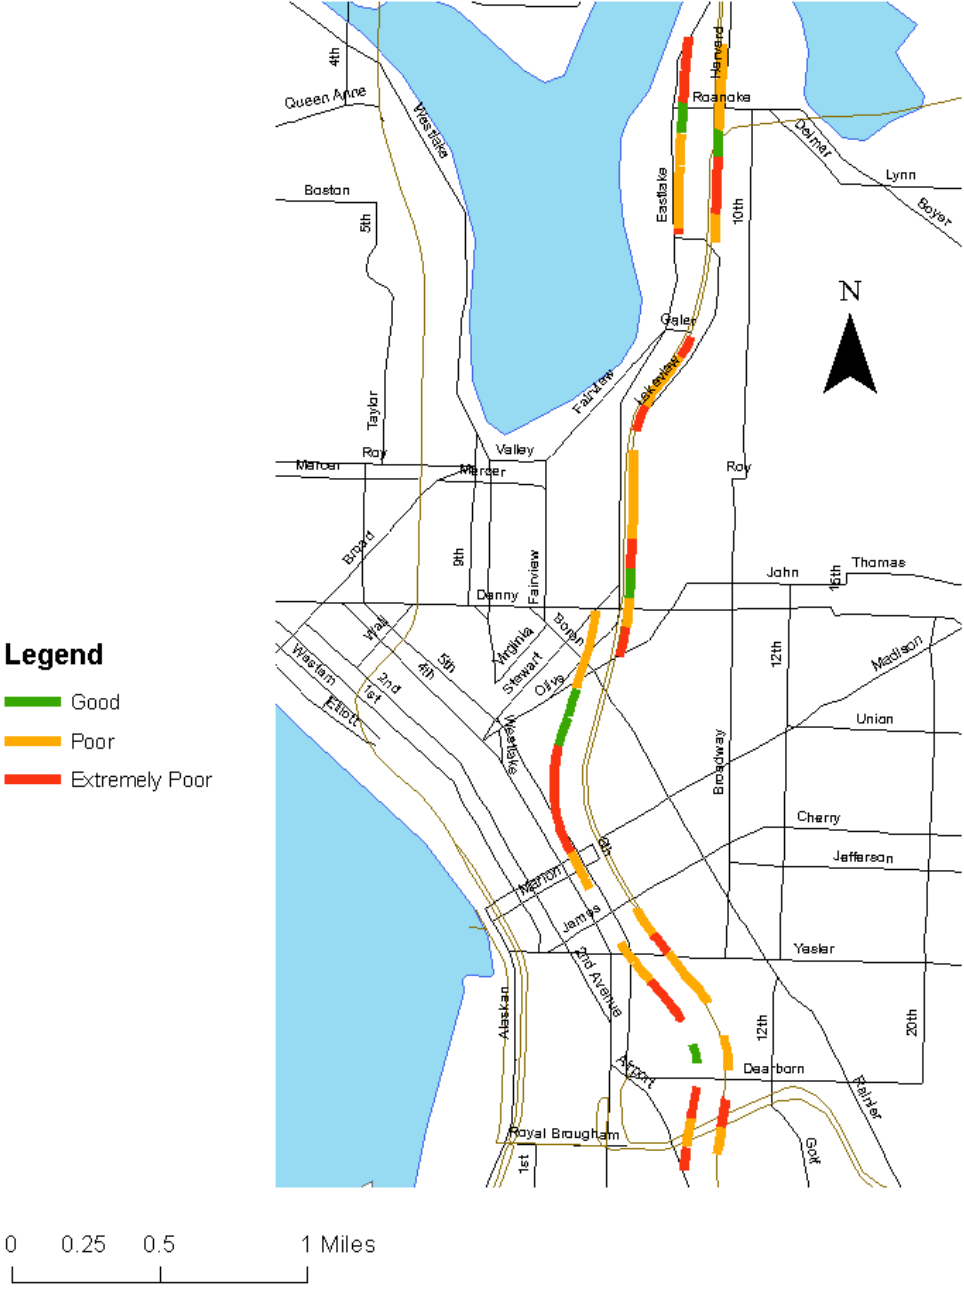 Harvard
4th
Queen Anne
Westlake
Roanoke
Delmar
Lynn
Boyer
Boston
5th
Eastlake
10th
N
Galer
Lakeview
Fairview
Taylor
Valley
Roy
Mercer
Mercer
Roy
Broad
9th
Fairview
Denny
John
15th
Thomas
Wall
Virginia
Boren
Stewart
Olive
5th
4th
2nd
1st
Western
Elliott
12th
Madison
Union
Westlake
Broadway
Legend
Good
Poor
Extremely Poor
Cherry
6th
Jefferson
Marion
James
Yesler
2nd Avenue
Alaskan
12th
20th
Airport
Dearborn
Rainier
Royal Brougham
1st
Golf
0 0.25 0.5 1 Miles